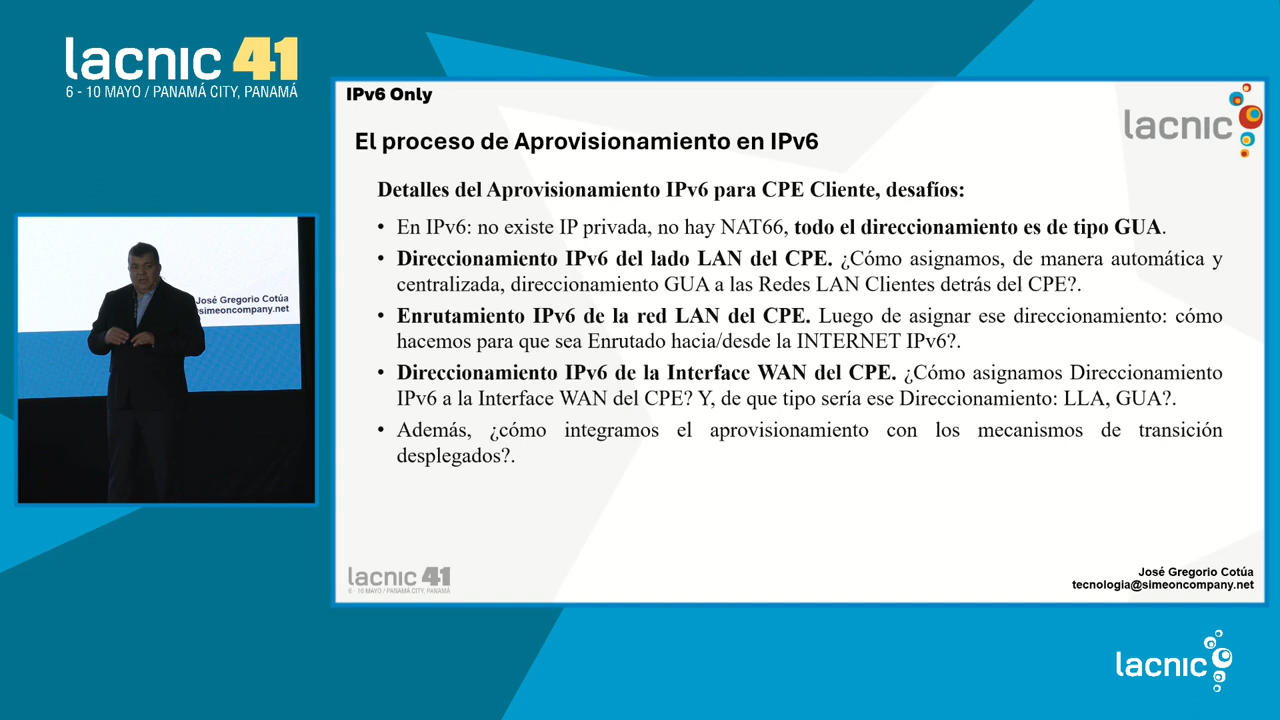 lacnic 41
6 - 10 MAYO / PANAMÁ CITY, PANAMÁ
IPv6 Only
lacnic
El proceso de Aprovisionamiento en IPv6
Detalles del Aprovisionamiento IPv6 para CPE Cliente, desafíos:
• En IPv6: no existe IP privada, no hay NAT66, todo el direccionamiento es de tipo GUA.
• Direccionamiento IPv6 del lado LAN del CPE. ¿Cómo asignamos, de manera automática y
centralizada, direccionamiento GUA a las Redes LAN Clientes detrás del CPE?.
• Enrutamiento IPv6 de la red LAN del CPE. Luego de asignar ese direccionamiento: cómo
hacemos para que sea Enrutado hacia/desde la INTERNET IPv6?.
• Direccionamiento IPv6 de la Interface WAN del CPE. ¿Cómo asignamos Direccionamiento
IPv6 a la Interface WAN del CPE? Y, de que tipo sería ese Direccionamiento: LLA, GUA?.
• Además, ¿cómo integramos el aprovisionamiento con los mecanismos de transición
desplegados?.
José Gregorio Cotúa
simeoncompany.net
lacnic 41
6 - 10 MAYO / PANAMÁ CITY, PANAMÁ
José Gregorio Cotúa
tecnologia@simeoncompany.net
lacnic